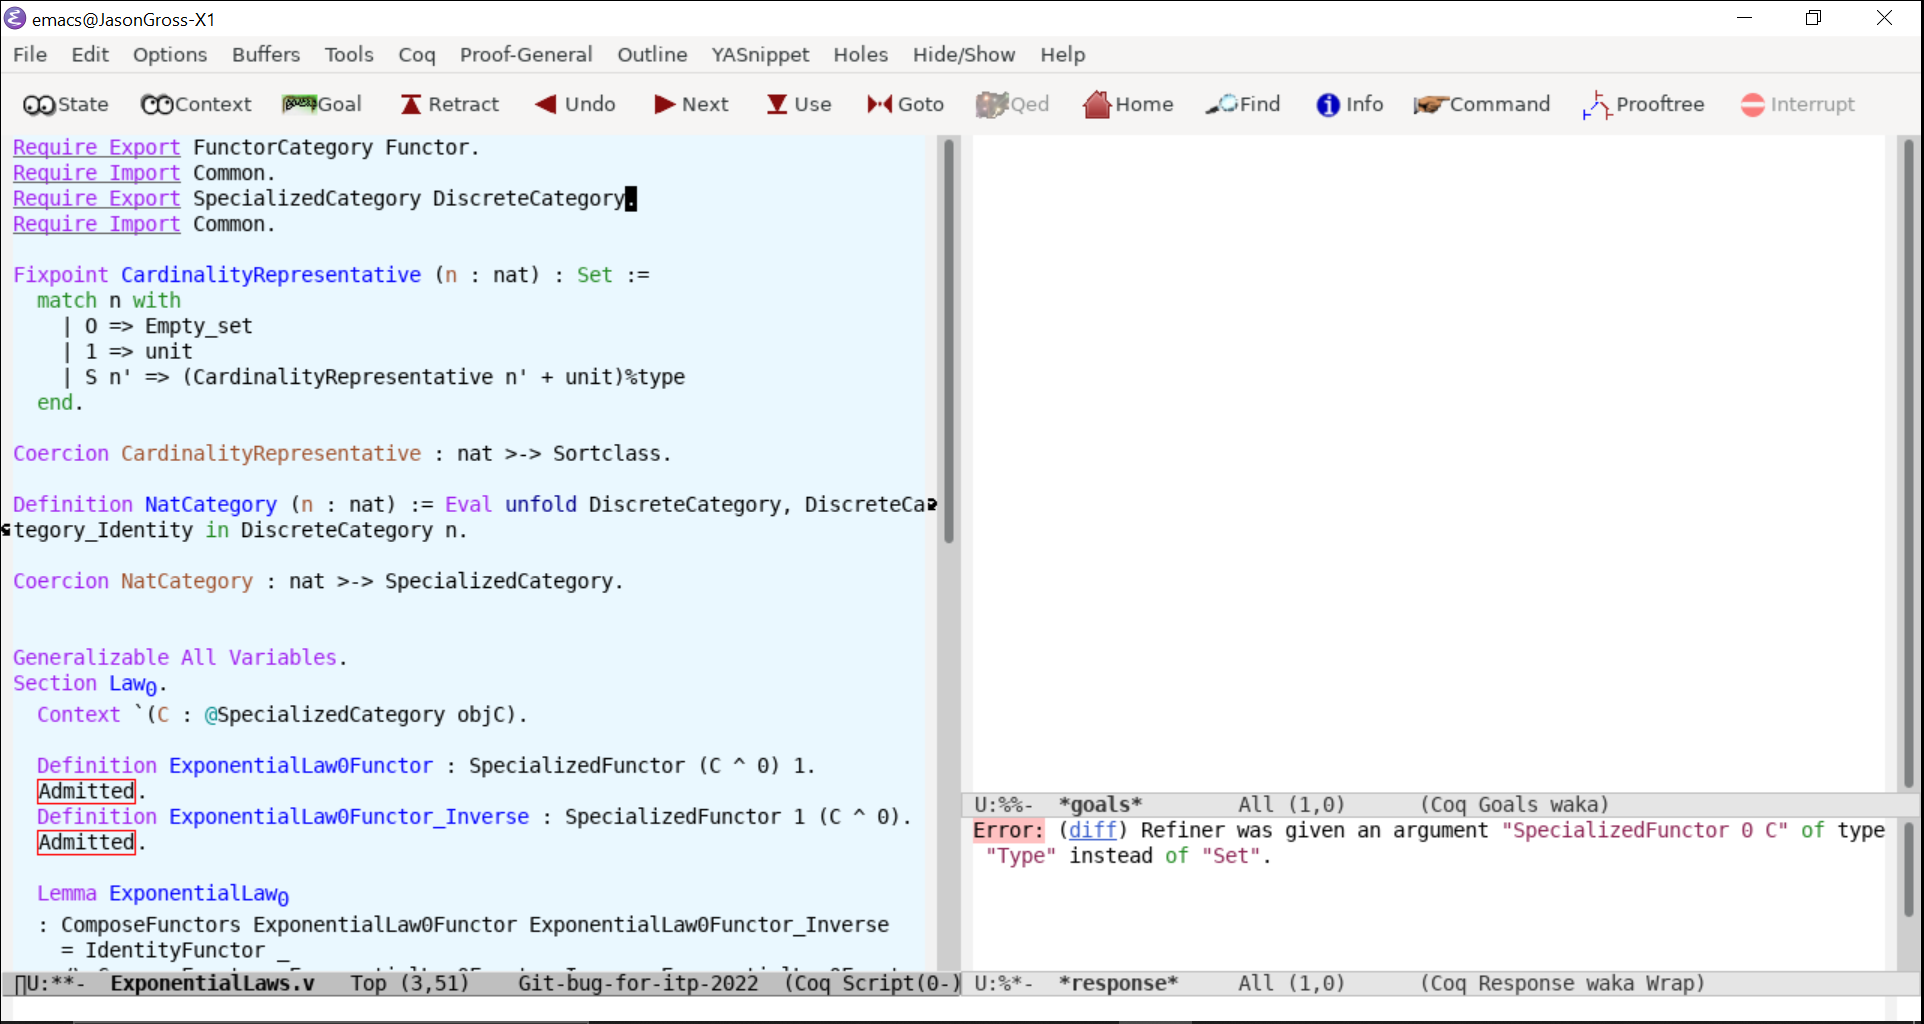 emacs@JasonGross-X1
File Edit Options Buffers Tools Coq Proof-General Outline YASnippet Holes Hide/Show Help
State Context Goal Retract Undo Next Use Goto Qed Home Find Info Command Prooftree Interrupt
Require Export FunctorCategory Functor.
Require Import Common.
Require Export SpecializedCategory DiscreteCategory.
Require Import Common.
Fixpoint CardinalityRepresentative (n : nat) : Set :=
match n with
| O => Empty_set
| 1 => unit
| S n' => (CardinalityRepresentative n' + unit)%type
end.
Coercion CardinalityRepresentative : nat >-> Sortclass.
Definition NatCategory (n : nat) := Eval unfold DiscreteCategory, DiscreteCa
tegory_Identity in DiscreteCategory n.
Coercion NatCategory : nat >-> SpecializedCategory.
Generalizable All Variables.
Section Law0.
Context `(C : @SpecializedCategory objC).
Definition ExponentialLaw0Functor : SpecializedFunctor (C ^ 0) 1.
Admitted.
Definition ExponentialLaw0Functor_Inverse : SpecializedFunctor 1 (C ^ 0).
Admitted.
Lemma ExponentialLaw0
: ComposeFunctors ExponentialLaw0Functor ExponentialLaw0Functor_Inverse
= IdentityFunctor _
U:**- ExponentialLaws.v Top (3,51) Git-bug-for-itp-2022 (Coq Script(0-)
U:%%- *goals* All (1,0) (Coq Goals waka)
Error: (diff) Refiner was given an argument "SpecializedFunctor 0 C" of type
"Type" instead of "Set".
U:%*- *response* All (1,0) (Coq Response waka Wrap)